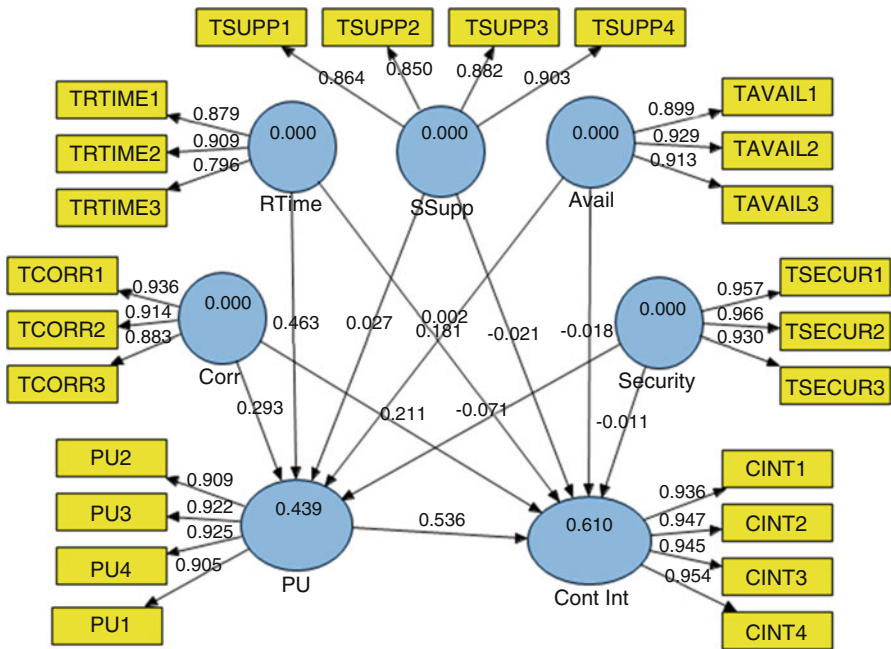 TSUPP1 TSUPP2 TSUPP3 TSUPP4
0.864 0.850 0.882 0.903
TRTIME1
TRTIME2
TRTIME3
0.879
0.909
0.796
0.000
RTime
0.000
SSupp
0.000
Avail
0.899
0.929
0.913
TAVAIL1
TAVAIL2
TAVAIL3
TCORR1
TCORR2
TCORR3
0.936
0.914
0.883
0.000
Corr
0.463
0.027
0.002
0.181
-0.021
-0.018
0.000
Security
0.957
0.966
0.930
TSECUR1
TSECUR2
TSECUR3
0.293
0.211
-0.071
-0.011
PU2
PU3
PU4
PU1
0.909
0.922
0.925
0.905
0.439
PU
0.536
0.610
Cont Int
0.936
0.947
0.945
0.954
CINT1
CINT2
CINT3
CINT4